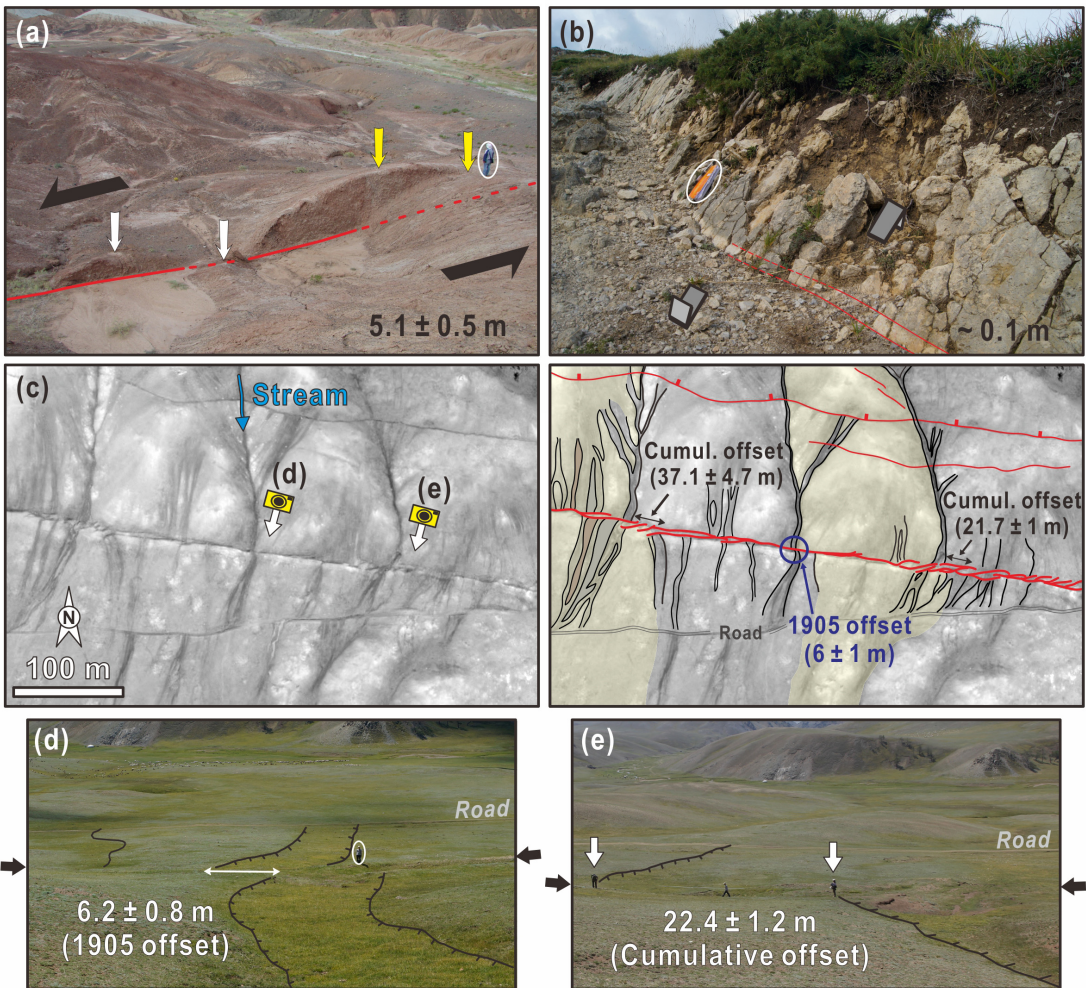 (a)
5.1 ± 0.5 m
(b)
~ 0.1 m
(c)
Stream
(d)
(e)
N
100 m
Cumul. offset
(37.1 ± 4.7 m)
Cumul. offset
(21.7 ± 1 m)
Road
1905 offset
(6 ± 1 m)
(d)
Road
6.2 ± 0.8 m
(1905 offset)
(e)
Road
22.4 ± 1.2 m
(Cumulative offset)